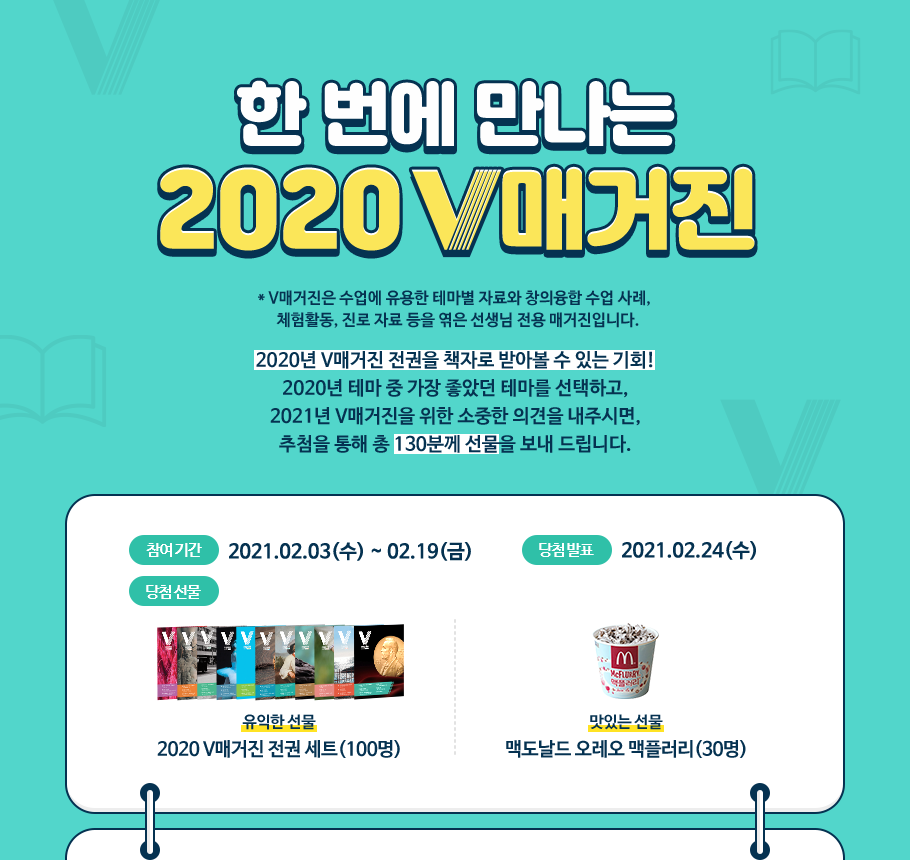 한 번에 만나는
2020 V매거진
* V매거진은 수업에 유용한 테마별 자료와 창의융합 수업 사례,
체험활동, 진로 자료 등을 엮은 선생님 전용 매거진입니다.
2020년 V매거진 전권을 책자로 받아볼 수 있는 기회!
2020년 테마 중 가장 좋았던 테마를 선택하고,
2021년 V매거진을 위한 소중한 의견을 내주시면,
추첨을 통해 총 130분께 선물을 보내 드립니다.
참여기간 2021.02.03(수) ~ 02.19(금)
당첨발표 2021.02.24(수)
당첨선물
V V V V V V V V V V V
유익한 선물
2020 V매거진 전권 세트(100명)
McFLURRY
맥플러리
맛있는 선물
맥도날드 오레오 맥플러리(30명)